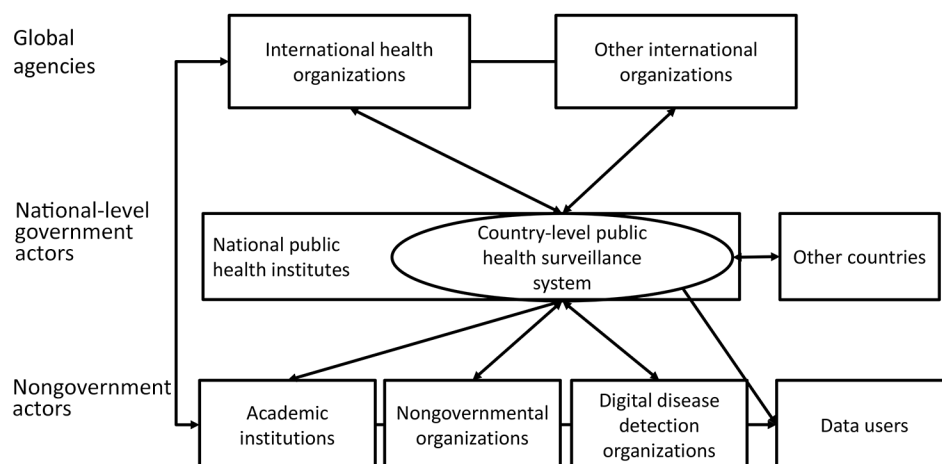 Global
agencies
International health
organizations
Other international
organizations
National-level
government
actors
National public
health institutes
Country-level public
health surveillance
system
Other countries
Nongovernment
actors
Academic
institutions
Nongovernmental
organizations
Digital disease
detection
organizations
Data users